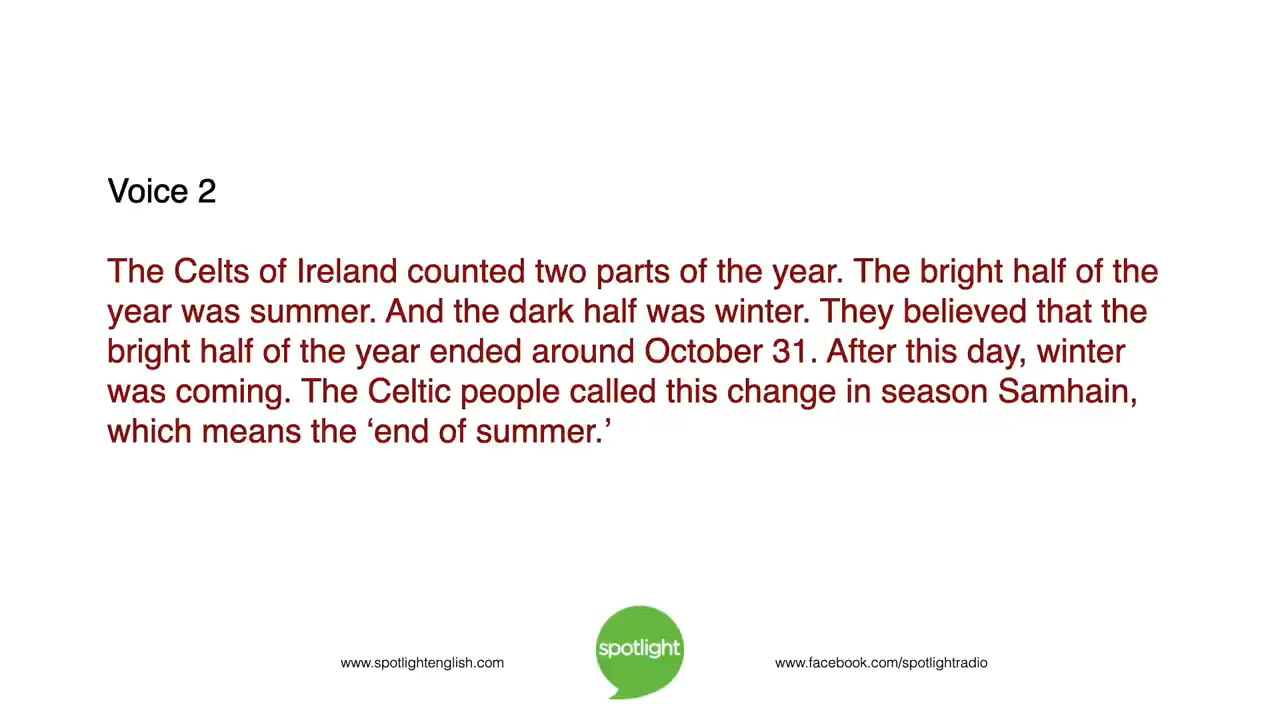 Voice 2
The Celts of Ireland counted two parts of the year. The bright half of the
year was summer. And the dark half was winter. They believed that the
bright half of the year ended around October 31. After this day, winter
was coming. The Celtic people called this change in season Samhain,
which means the ‘end of summer.’
spotlight
www.spotlightenglish.com
www.facebook.com/spotlightradio